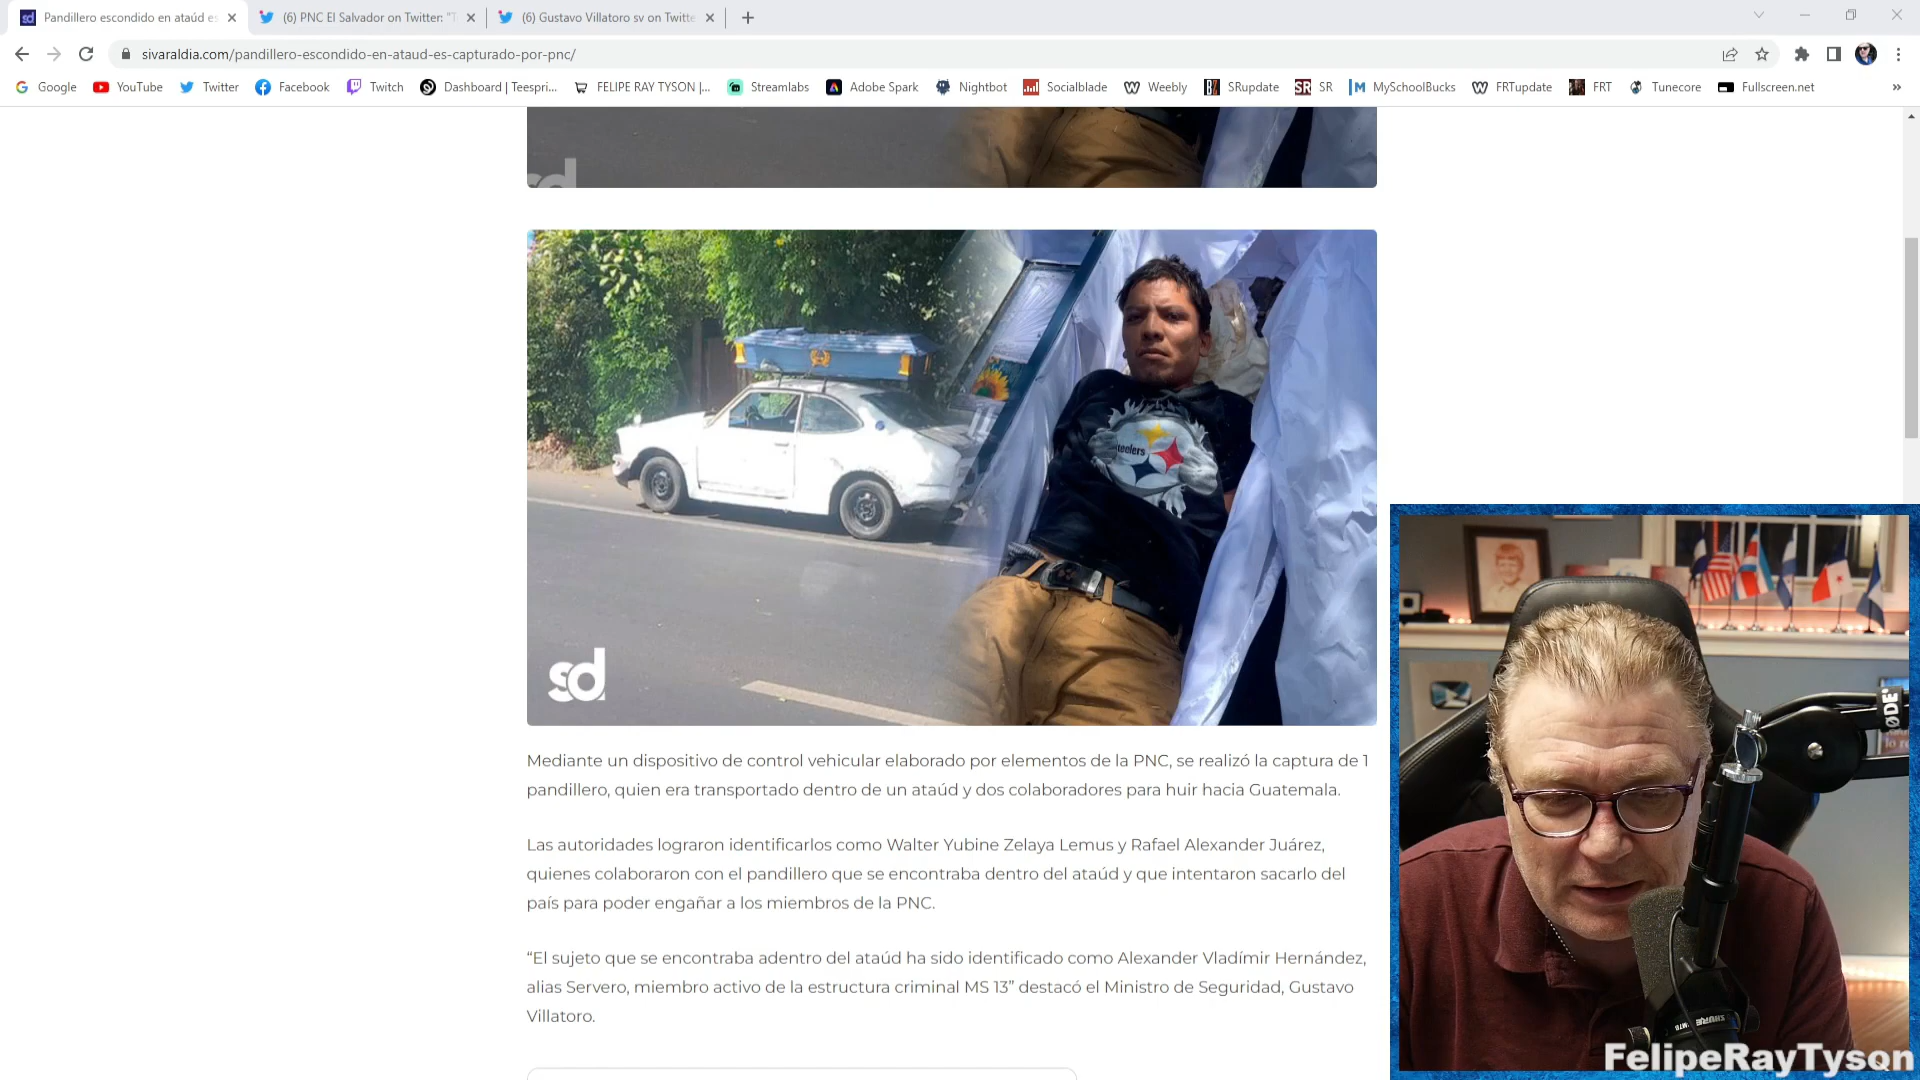 Pandillero escondido en ataúd es
(6) PNC El Salvador on Twitter: "T
(6) Gustavo Villatoro sv on Twitte
sivaraldia.com/pandillero-escondido-en-ataud-es-capturado-por-pnc/
Google YouTube Twitter Facebook Twitch Dashboard | Teespri... FELIPE RAY TYSON |... Streamlabs Adobe Spark Nightbot Socialblade Weebly SRupdate SR MySchoolBucks FRTupdate FRT Tunecore Fullscreen.net »
sd
Steelers
sd
Mediante un dispositivo de control vehicular elaborado por elementos de la PNC, se realizó la captura de 1
pandillero, quien era transportado dentro de un ataúd y dos colaboradores para huir hacia Guatemala.
Las autoridades lograron identificarlos como Walter Yubine Zelaya Lemus y Rafael Alexander Juárez,
quienes colaboraron con el pandillero que se encontraba dentro del ataúd y que intentaron sacarlo del
país para poder engañar a los miembros de la PNC.
“El sujeto que se encontraba adentro del ataúd ha sido identificado como Alexander Vladímir Hernández,
alias Servero, miembro activo de la estructura criminal MS 13” destacó el Ministro de Seguridad, Gustavo
Villatoro.
RØDE
SHURE SM7B
FelipeRayTyson